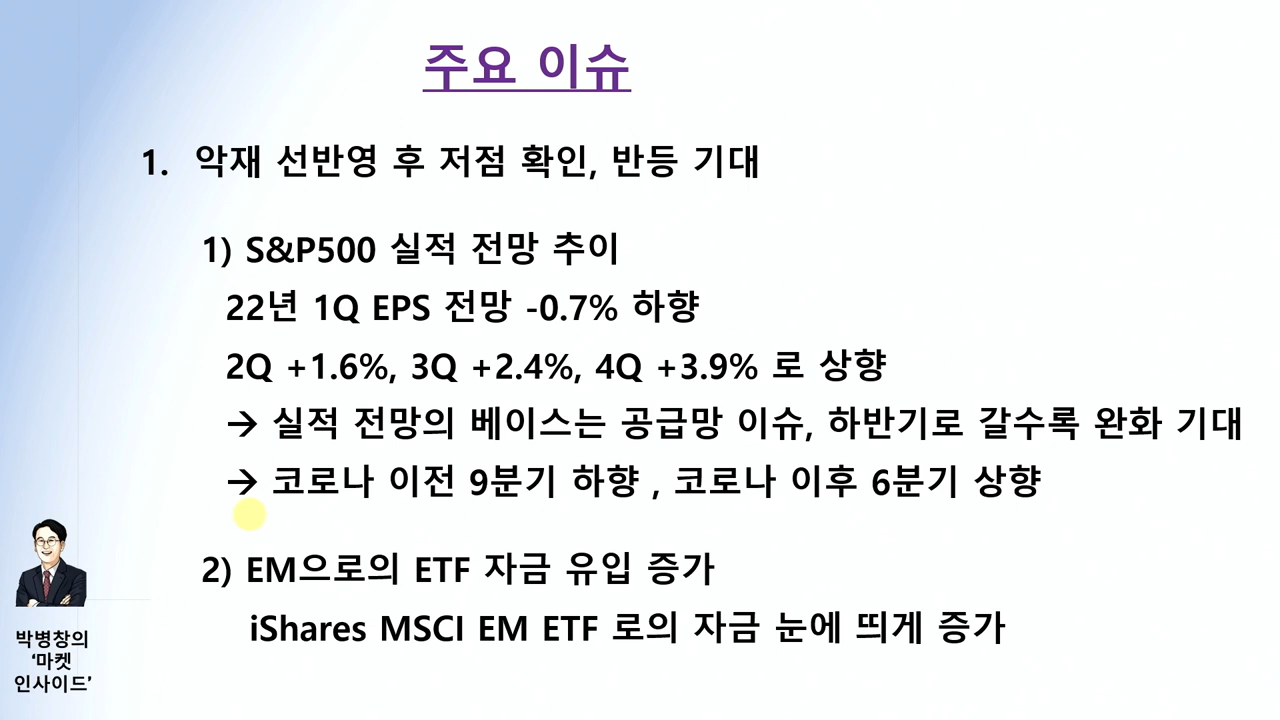 주요 이슈
1. 악재 선반영 후 저점 확인, 반등 기대
1) S&P500 실적 전망 추이
22년 1Q EPS 전망 -0.7% 하향
2Q +1.6%, 3Q +2.4%, 4Q +3.9% 로 상향
→ 실적 전망의 베이스는 공급망 이슈, 하반기로 갈수록 완화 기대
→ 코로나 이전 9분기 하향 , 코로나 이후 6분기 상향
2) EM으로의 ETF 자금 유입 증가
iShares MSCI EM ETF 로의 자금 눈에 띄게 증가
박병창의
‘마켓
인사이드’